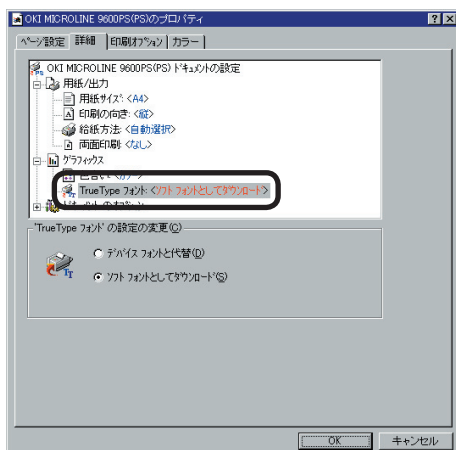 OKI MICROLINE 9600PS(PS)のプロパティ
ページ設定 詳細 印刷オプション カラー
OKI MICROLINE 9600PS(PS) ドキュメントの設定
用紙/出力
用紙サイズ: <A4>
印刷の向き: <縦>
給紙方法: <自動選択>
両面印刷: <なし>
グラフィックス
TrueType フォント: <ソフト フォントとしてダウンロード>
'TrueType フォント' の設定の変更(C)
デバイス フォントと代替(D)
ソフト フォントとしてダウンロード(S)
OK キャンセル